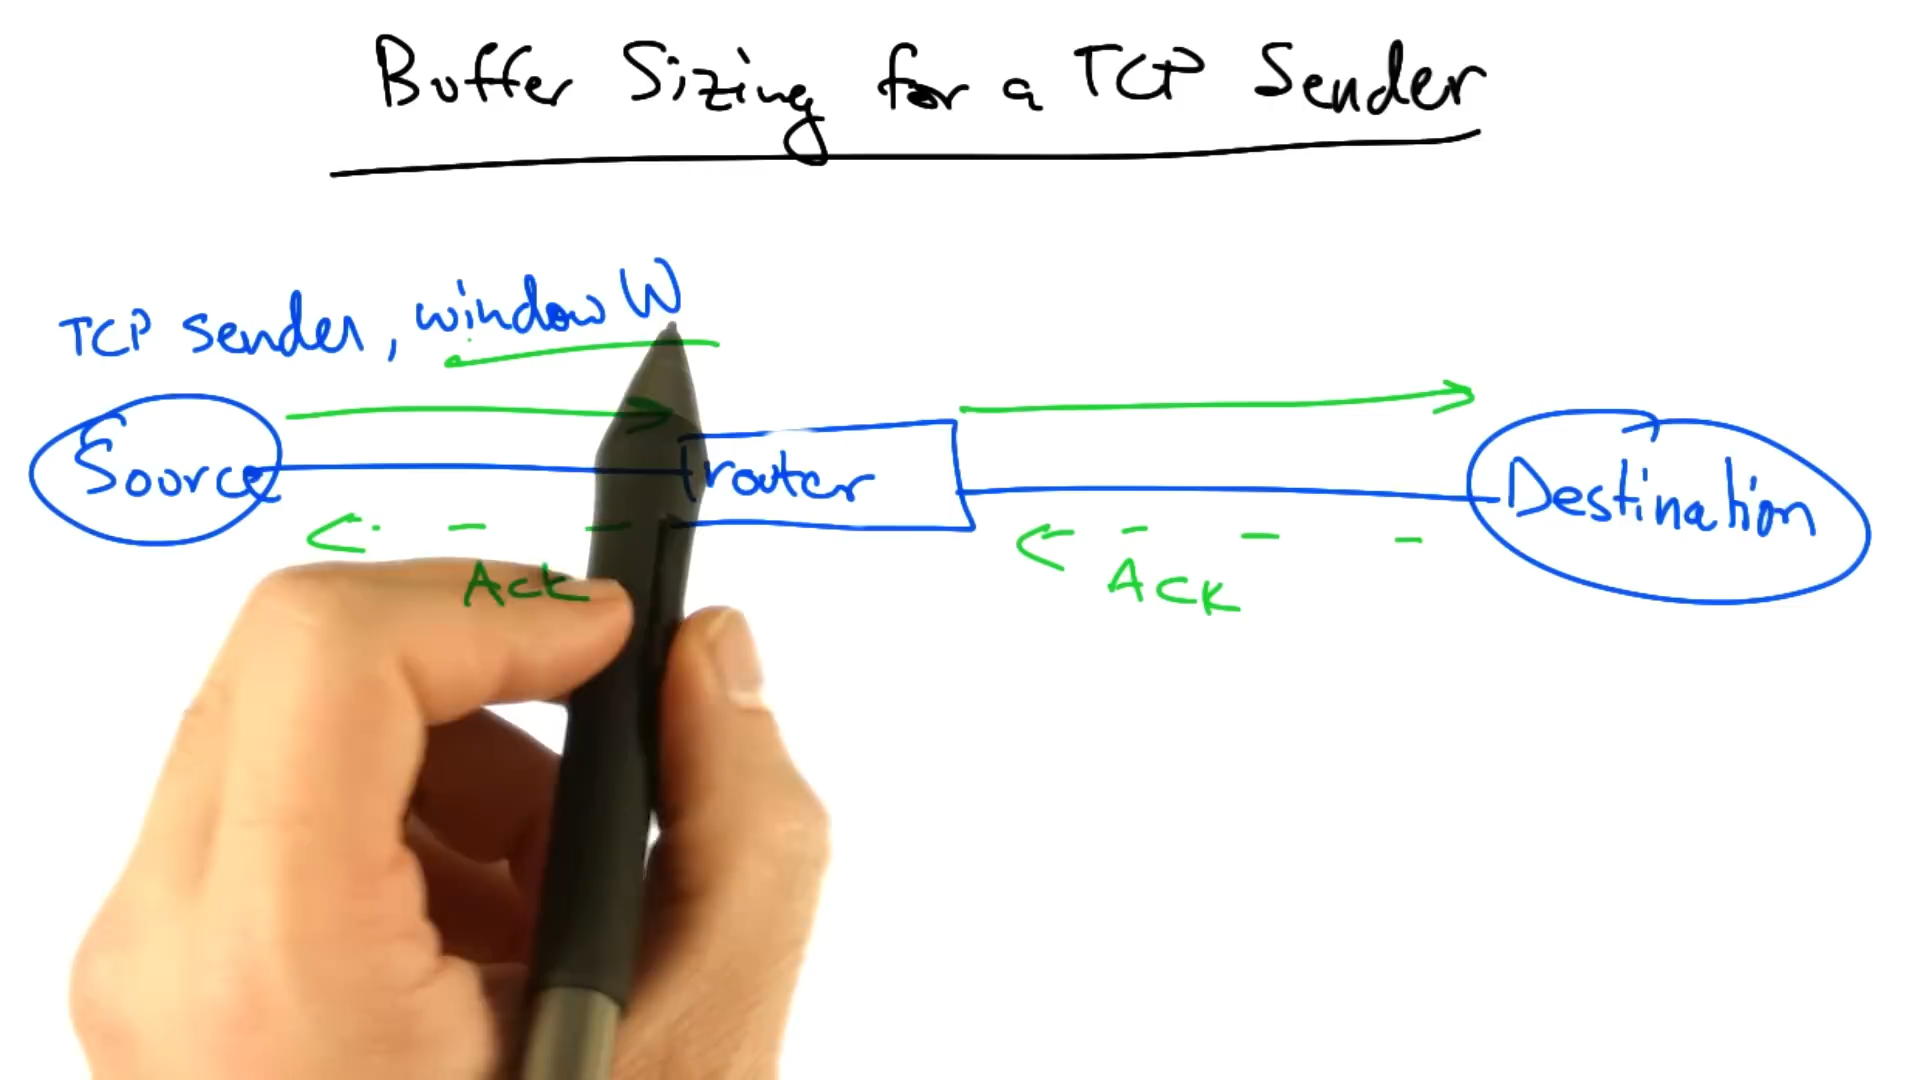 Buffer Sizing for a TCP Sender
TCP sender, window W
Source
router
Destination
Ack
Ack